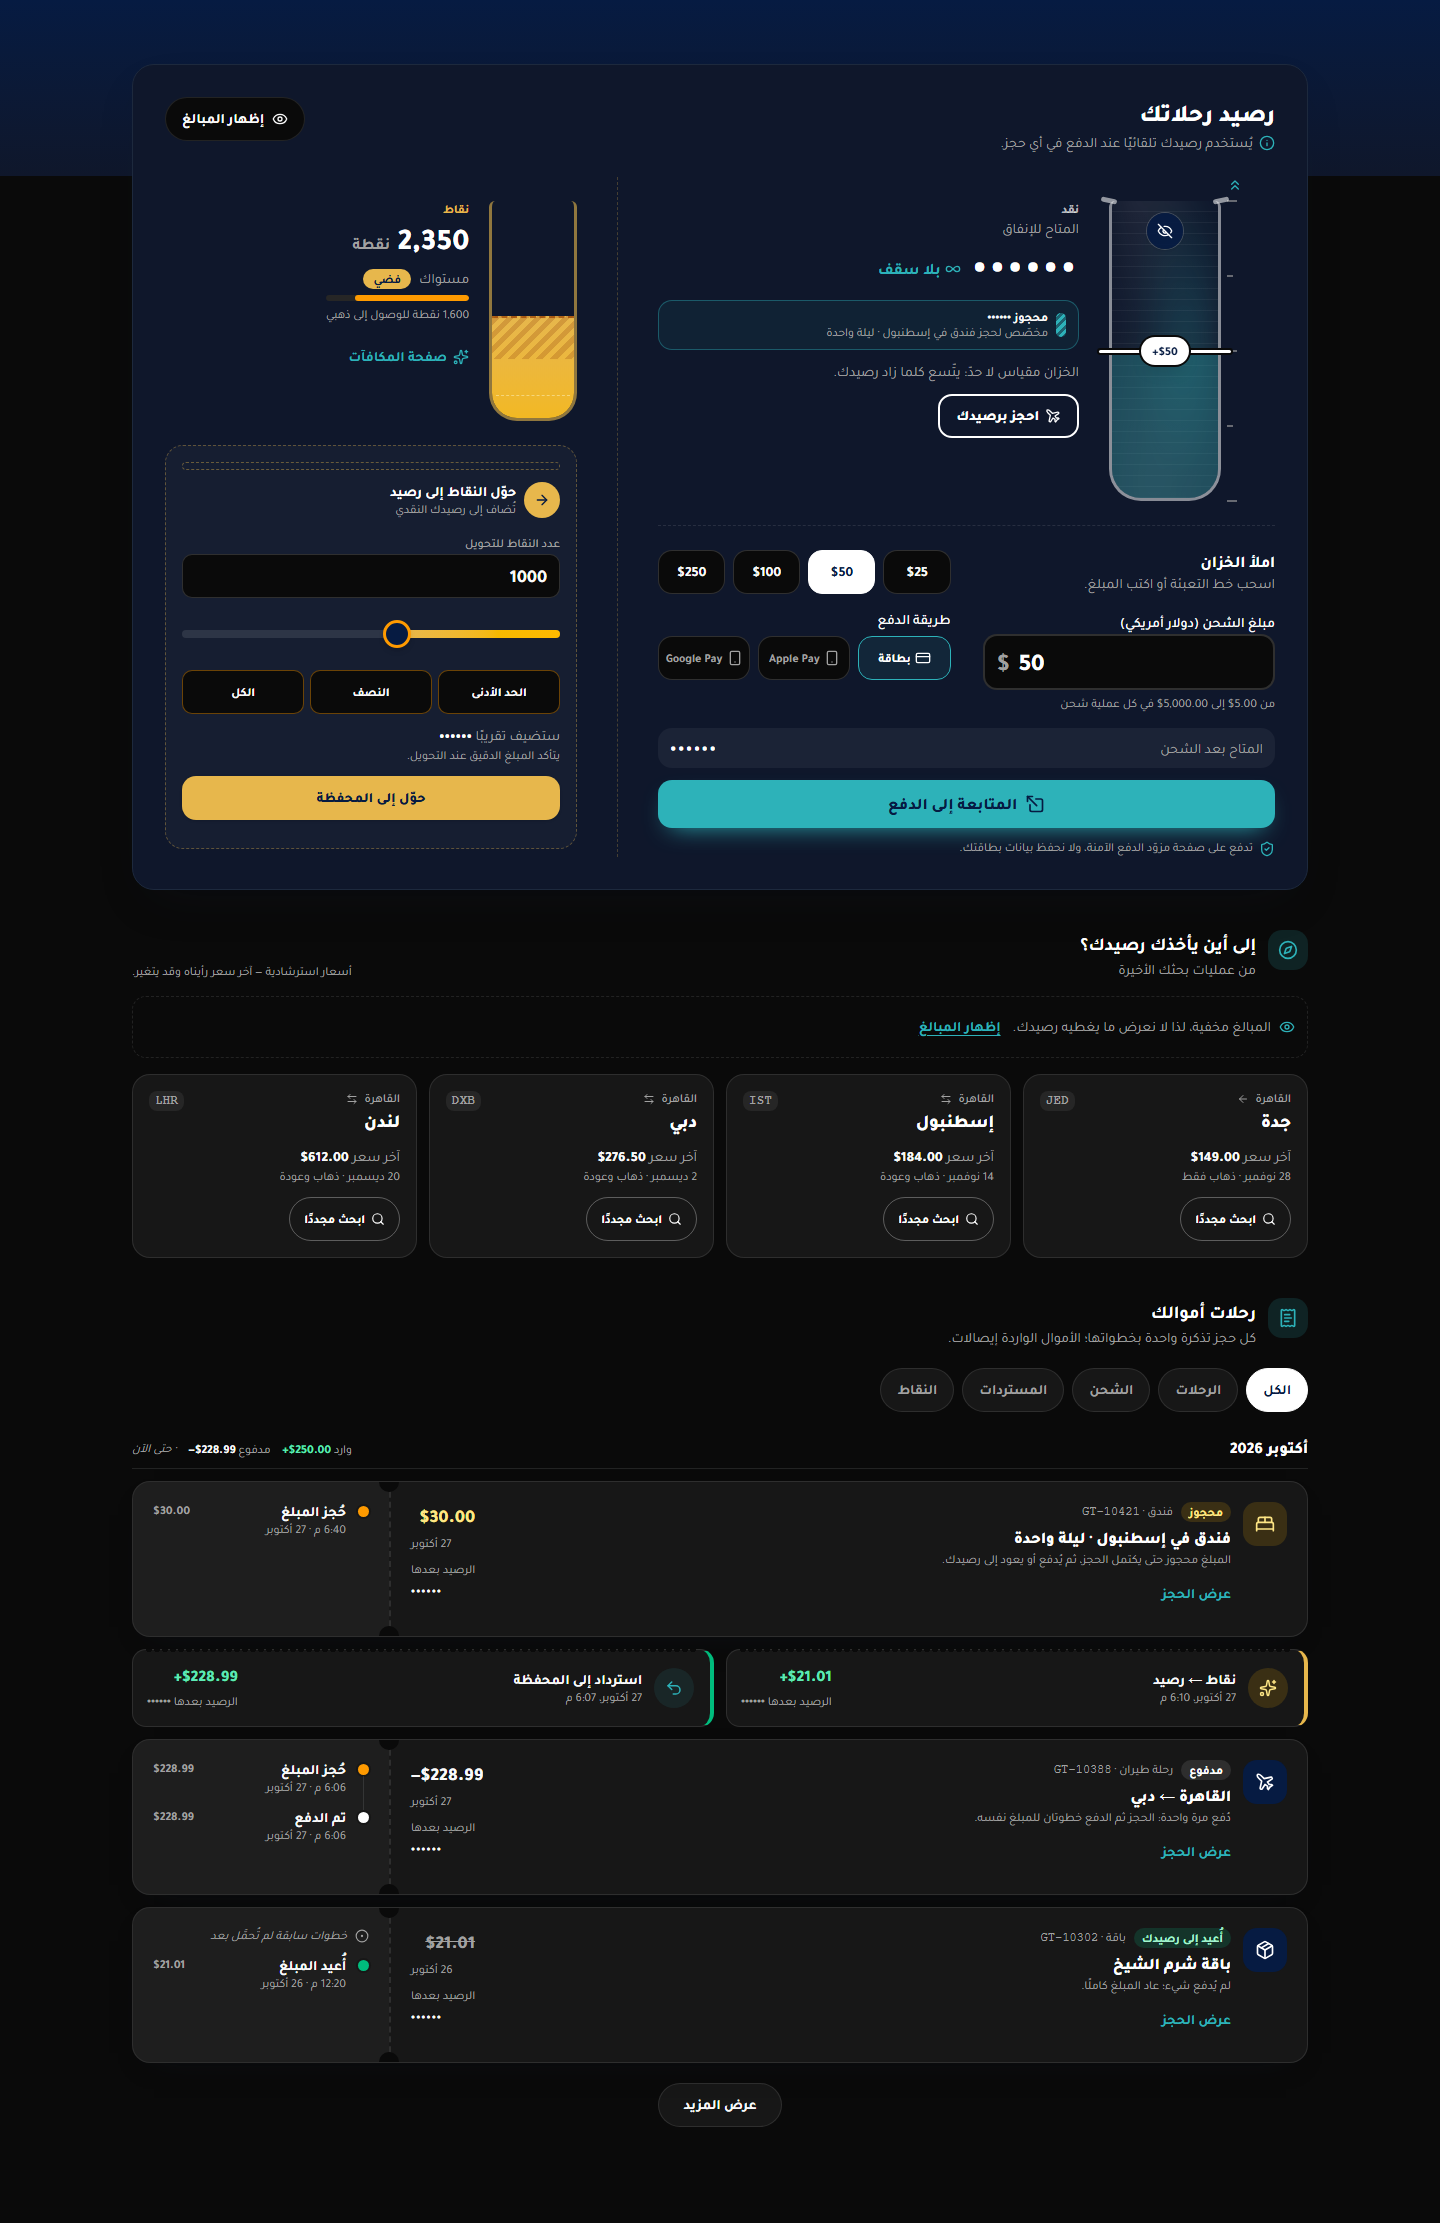 رصيد رحلاتك
يُستخدم رصيدك تلقائيًا عند الدفع في أي حجز.
إظهار المبالغ
نقد
المتاح للإنفاق
•••••• بلا سقف
+$50
محجوز ••••••
مخصّص لحجز فندق في إسطنبول · ليلة واحدة
الخزان مقياس لا حدّ: يتّسع كلما زاد رصيدك.
احجز برصيدك
املأ الخزان
اسحب خط التعبئة أو اكتب المبلغ.
$25
$50
$100
$250
مبلغ الشحن (دولار أمريكي)
$ 50
من $5.00 إلى $5,000.00 في كل عملية شحن
طريقة الدفع
بطاقة
Apple Pay
Google Pay
المتاح بعد الشحن ••••••
المتابعة إلى الدفع
تدفع على صفحة مزوّد الدفع الآمنة، ولا نحفظ بيانات بطاقتك.
نقاط
2,350 نقطة
مستواك فضي
1,600 نقطة للوصول إلى ذهبي
صفحة المكافآت
حوّل النقاط إلى رصيد
تُضاف إلى رصيدك النقدي
عدد النقاط للتحويل
1000
الحد الأدنى
النصف
الكل
ستضيف تقريبًا ••••••
يتأكد المبلغ الدقيق عند التحويل.
حوّل إلى المحفظة
إلى أين يأخذك رصيدك؟
من عمليات بحثك الأخيرة
أسعار استرشادية — آخر سعر رأيناه وقد يتغير.
المبالغ مخفية، لذا لا نعرض ما يغطيه رصيدك. إظهار المبالغ
القاهرة ←
JED
جدة
آخر سعر $149.00
28 نوفمبر · ذهاب فقط
ابحث مجددًا
القاهرة ⇆
IST
إسطنبول
آخر سعر $184.00
14 نوفمبر · ذهاب وعودة
ابحث مجددًا
القاهرة ⇆
DXB
دبي
آخر سعر $276.50
2 ديسمبر · ذهاب وعودة
ابحث مجددًا
القاهرة ⇆
LHR
لندن
آخر سعر $612.00
20 ديسمبر · ذهاب وعودة
ابحث مجددًا
رحلات أموالك
كل حجز تذكرة واحدة بخطواتها؛ الأموال الواردة إيصالات.
الكل
الرحلات
الشحن
المستردات
النقاط
أكتوبر 2026
وارد +$250.00 مدفوع −$228.99 · حتى الآن
محجوز فندق · GT-10421
فندق في إسطنبول · ليلة واحدة
المبلغ محجوز حتى يكتمل الحجز، ثم يُدفع أو يعود إلى رصيدك.
عرض الحجز
$30.00
27 أكتوبر
الرصيد بعدها
••••••
حُجز المبلغ $30.00
6:40 م · 27 أكتوبر
نقاط ← رصيد
27 أكتوبر، 6:10 م
+$21.01
الرصيد بعدها ••••••
استرداد إلى المحفظة
27 أكتوبر، 6:07 م
+$228.99
الرصيد بعدها ••••••
مدفوع رحلة طيران · GT-10388
القاهرة ← دبي
دُفع مرة واحدة: الحجز ثم الدفع خطوتان للمبلغ نفسه.
عرض الحجز
−$228.99
27 أكتوبر
الرصيد بعدها
••••••
حُجز المبلغ $228.99
6:06 م · 27 أكتوبر
تم الدفع $228.99
6:06 م · 27 أكتوبر
أُعيد إلى رصيدك باقة · GT-10302
باقة شرم الشيخ
لم يُدفع شيء: عاد المبلغ كاملًا.
عرض الحجز
$21.01
26 أكتوبر
الرصيد بعدها
••••••
خطوات سابقة لم تُحمَّل بعد
أُعيد المبلغ $21.01
12:20 م · 26 أكتوبر
عرض المزيد